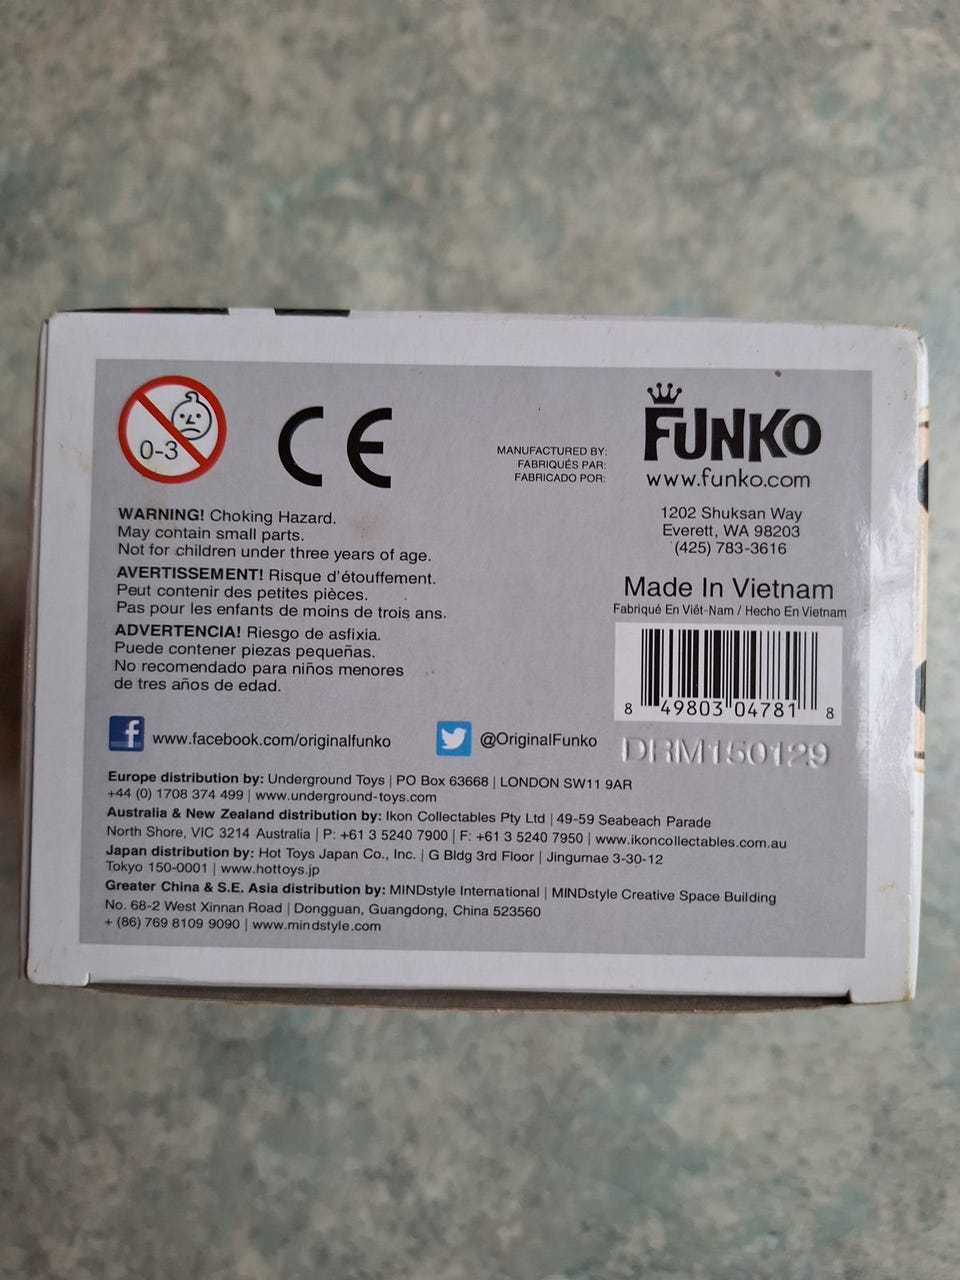 0-3
CE
MANUFACTURED BY:
FABRIQUÉS PAR:
FABRICADO POR:
FUNKO
www.funko.com
1202 Shuksan Way
Everett, WA 98203
(425) 783-3616
WARNING! Choking Hazard.
May contain small parts.
Not for children under three years of age.
AVERTISSEMENT! Risque d'étouffement.
Peut contenir des petites pièces.
Pas pour les enfants de moins de trois ans.
ADVERTENCIA! Riesgo de asfixia.
Puede contener piezas pequeñas.
No recomendado para niños menores
de tres años de edad.
Made In Vietnam
Fabriqué En Viêt-Nam / Hecho En Vietnam
8 49803 04781 8
DRM150129
www.facebook.com/originalfunko
@OriginalFunko
Europe distribution by: Underground Toys | PO Box 63668 | LONDON SW11 9AR
+44 (0) 1708 374 499 | www.underground-toys.com
Australia & New Zealand distribution by: Ikon Collectables Pty Ltd | 49-59 Seabeach Parade
North Shore, VIC 3214 Australia | P: +61 3 5240 7900 | F: +61 3 5240 7950 | www.ikoncollectables.com.au
Japan distribution by: Hot Toys Japan Co., Inc. | G Bldg 3rd Floor | Jingumae 3-30-12
Tokyo 150-0001 | www.hottoys.jp
Greater China & S.E. Asia distribution by: MINDstyle International | MINDstyle Creative Space Building
No. 68-2 West Xinnan Road | Dongguan, Guangdong, China 523560
+ (86) 769 8109 9090 | www.mindstyle.com